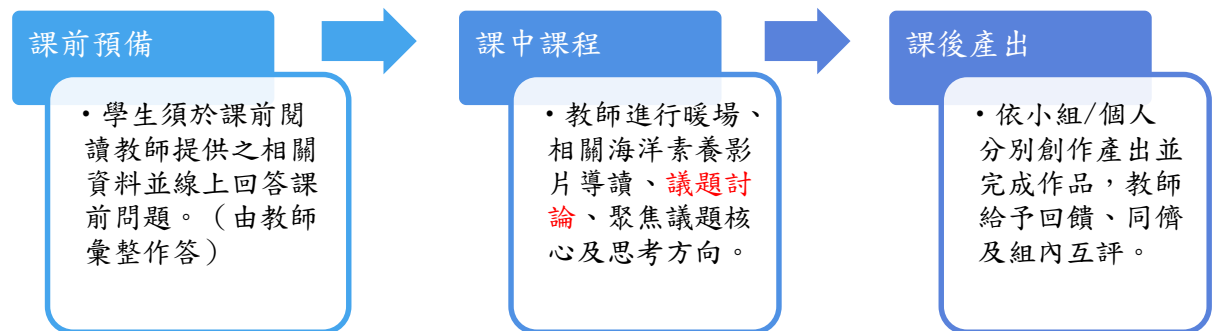 課前預備
・學生須於課前閱
讀教師提供之相關
資料並線上回答課
前問題。（由教師
彙整作答）
課中課程
・教師進行暖場、
相關海洋素養影
片導讀、議題討
論、聚焦議題核
心及思考方向。
課後產出
・依小組/個人
分別創作產出並
完成作品，教師
給予回饋、同儕
及組內互評。